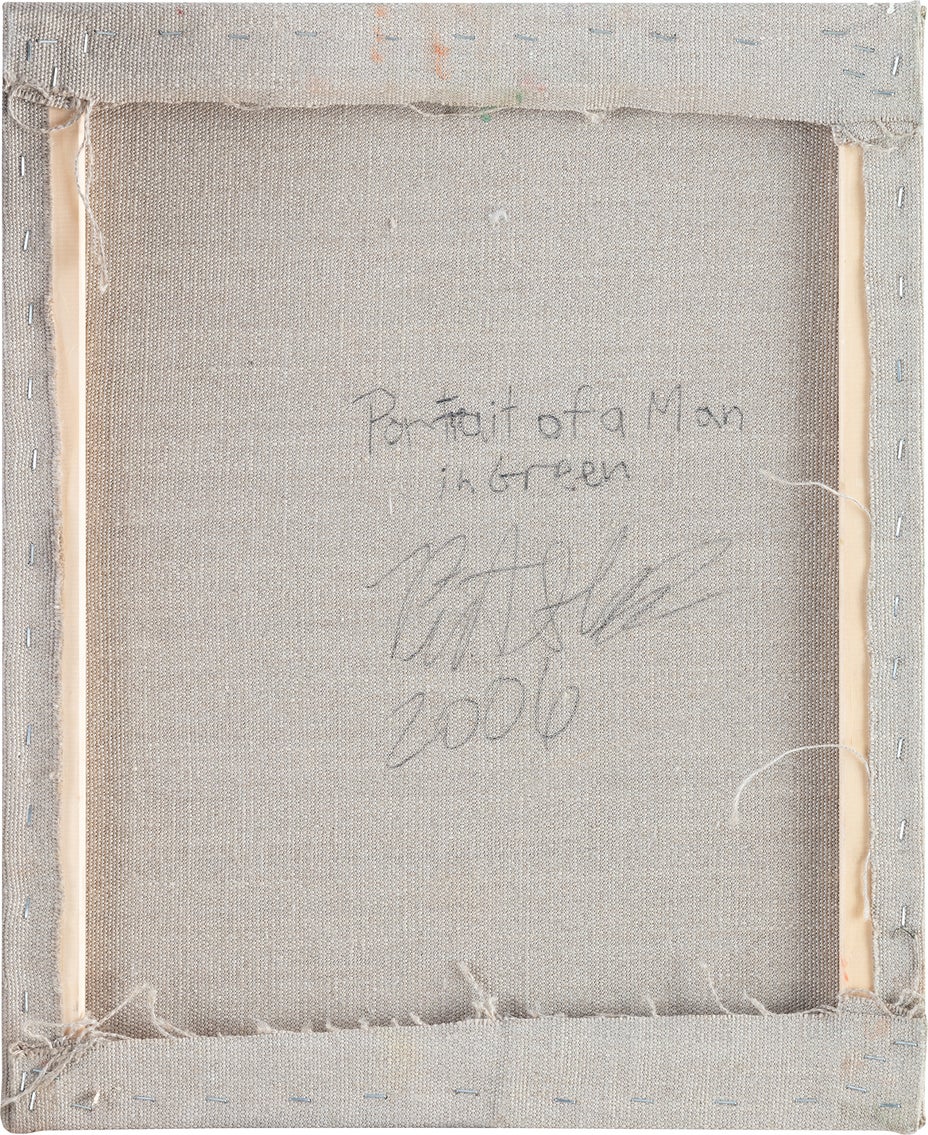 Portrait of a Man
in Green
2006